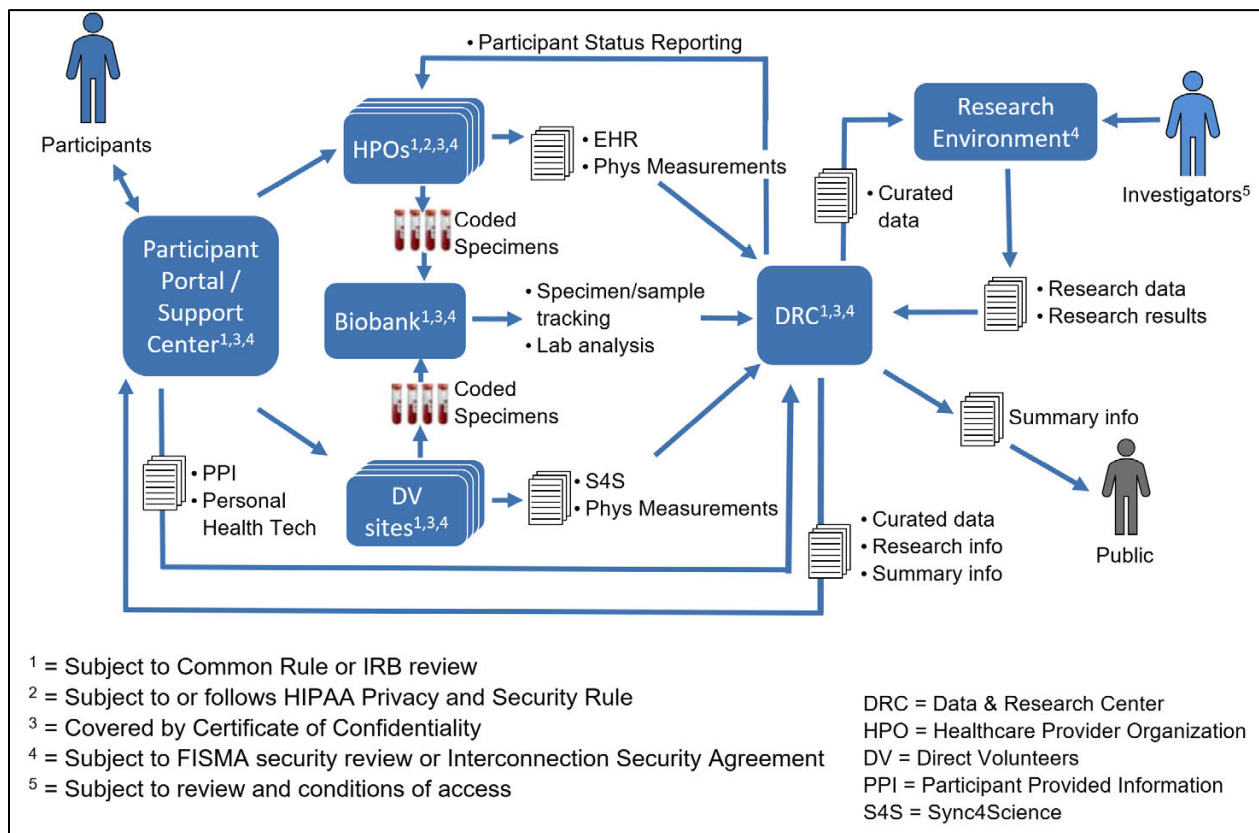 • Participant Status Reporting
Participants
HPOs1,2,3,4
• EHR
• Phys Measurements
Research
Environment4
Investigators5
• Curated
data
Coded
Specimens
Participant
Portal /
Support
Center1,3,4
Biobank1,3,4
• Specimen/sample
tracking
• Lab analysis
DRC1,3,4
• Research data
• Research results
Coded
Specimens
Summary info
• PPI
• Personal
Health Tech
DV
sites1,3,4
• S4S
• Phys Measurements
• Curated data
• Research info
• Summary info
Public
1 = Subject to Common Rule or IRB review
2 = Subject to or follows HIPAA Privacy and Security Rule
3 = Covered by Certificate of Confidentiality
4 = Subject to FISMA security review or Interconnection Security Agreement
5 = Subject to review and conditions of access
DRC = Data & Research Center
HPO = Healthcare Provider Organization
DV = Direct Volunteers
PPI = Participant Provided Information
S4S = Sync4Science